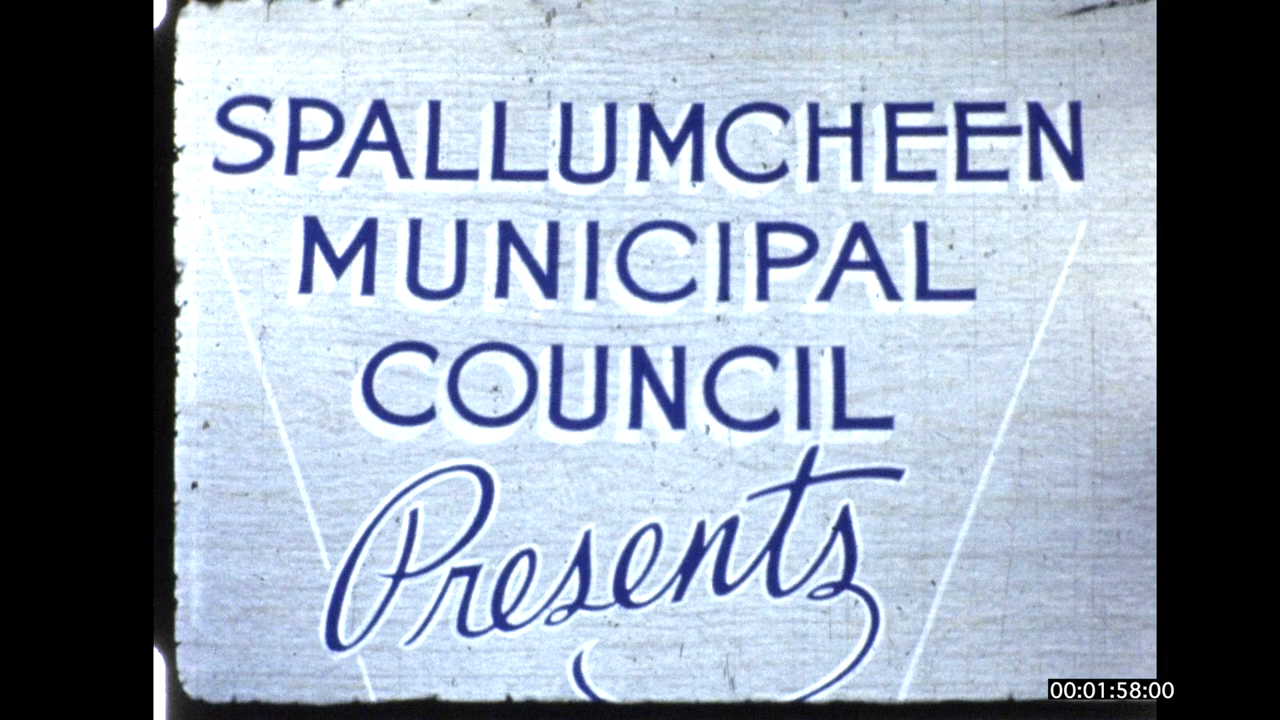 SPALLUMCHEEN
MUNICIPAL
COUNCIL
Presents
00:01:58:00